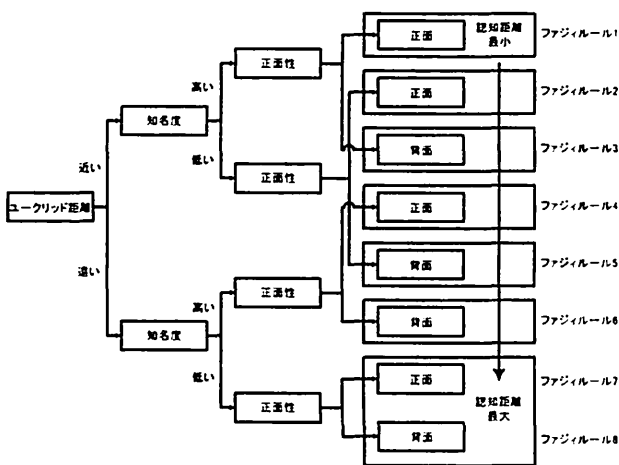 正面
認知距離
最小
ファジィルール1
正面性
高い
正面
ファジィルール2
知名度
背面
ファジィルール3
近い
低い
正面性
正面
ファジィルール4
ユークリッド距離
背面
ファジィルール5
遠い
正面性
背面
ファジィルール6
高い
知名度
正面
ファジィルール7
低い
認知距離
最大
正面性
背面
ファジィルール8